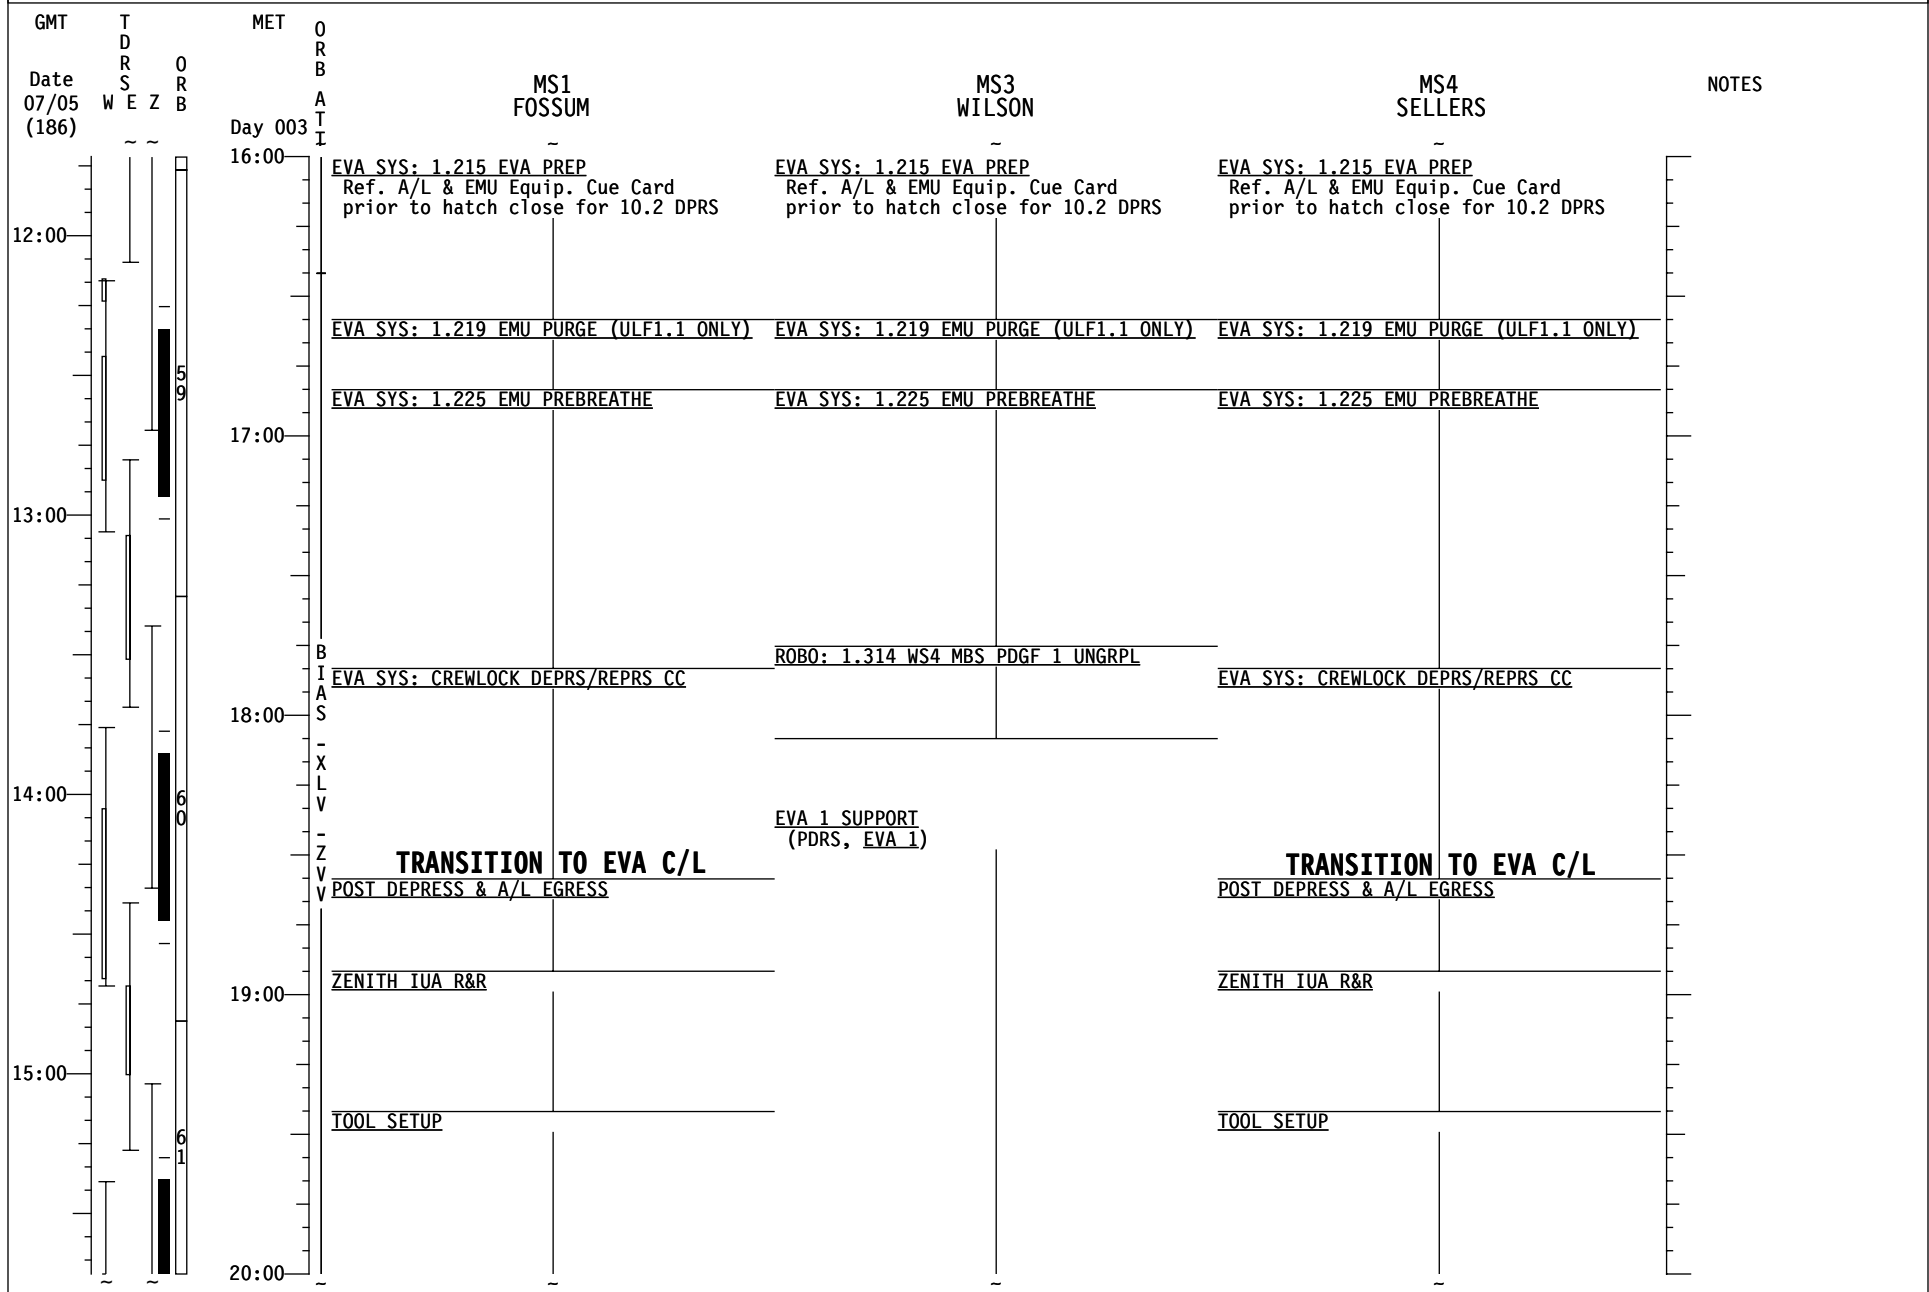 GMT
T
D
R
S
MET
O
R
B
A
T
T
O
R
B
Date
07/05
(186)
W E Z
Day 003
MS1
FOSSUM
MS3
WILSON
MS4
SELLERS
NOTES
~ ~
~
~
~
16:00
EVA SYS: 1.215 EVA PREP
Ref. A/L & EMU Equip. Cue Card
prior to hatch close for 10.2 DPRS
EVA SYS: 1.215 EVA PREP
Ref. A/L & EMU Equip. Cue Card
prior to hatch close for 10.2 DPRS
EVA SYS: 1.215 EVA PREP
Ref. A/L & EMU Equip. Cue Card
prior to hatch close for 10.2 DPRS
12:00
EVA SYS: 1.219 EMU PURGE (ULF1.1 ONLY)
EVA SYS: 1.219 EMU PURGE (ULF1.1 ONLY)
EVA SYS: 1.219 EMU PURGE (ULF1.1 ONLY)
5
9
EVA SYS: 1.225 EMU PREBREATHE
EVA SYS: 1.225 EMU PREBREATHE
EVA SYS: 1.225 EMU PREBREATHE
17:00
13:00
B
I
A
S
-
X
L
V
-
Z
V
V
ROBO: 1.314 WS4 MBS PDGF 1 UNGRPL
EVA SYS: CREWLOCK DEPRS/REPRS CC
EVA SYS: CREWLOCK DEPRS/REPRS CC
18:00
14:00
6
0
EVA 1 SUPPORT
(PDRS, EVA 1)
TRANSITION TO EVA C/L
TRANSITION TO EVA C/L
POST DEPRESS & A/L EGRESS
POST DEPRESS & A/L EGRESS
ZENITH IUA R&R
ZENITH IUA R&R
19:00
15:00
TOOL SETUP
TOOL SETUP
6
1
20:00
~ ~
~
~
~
~